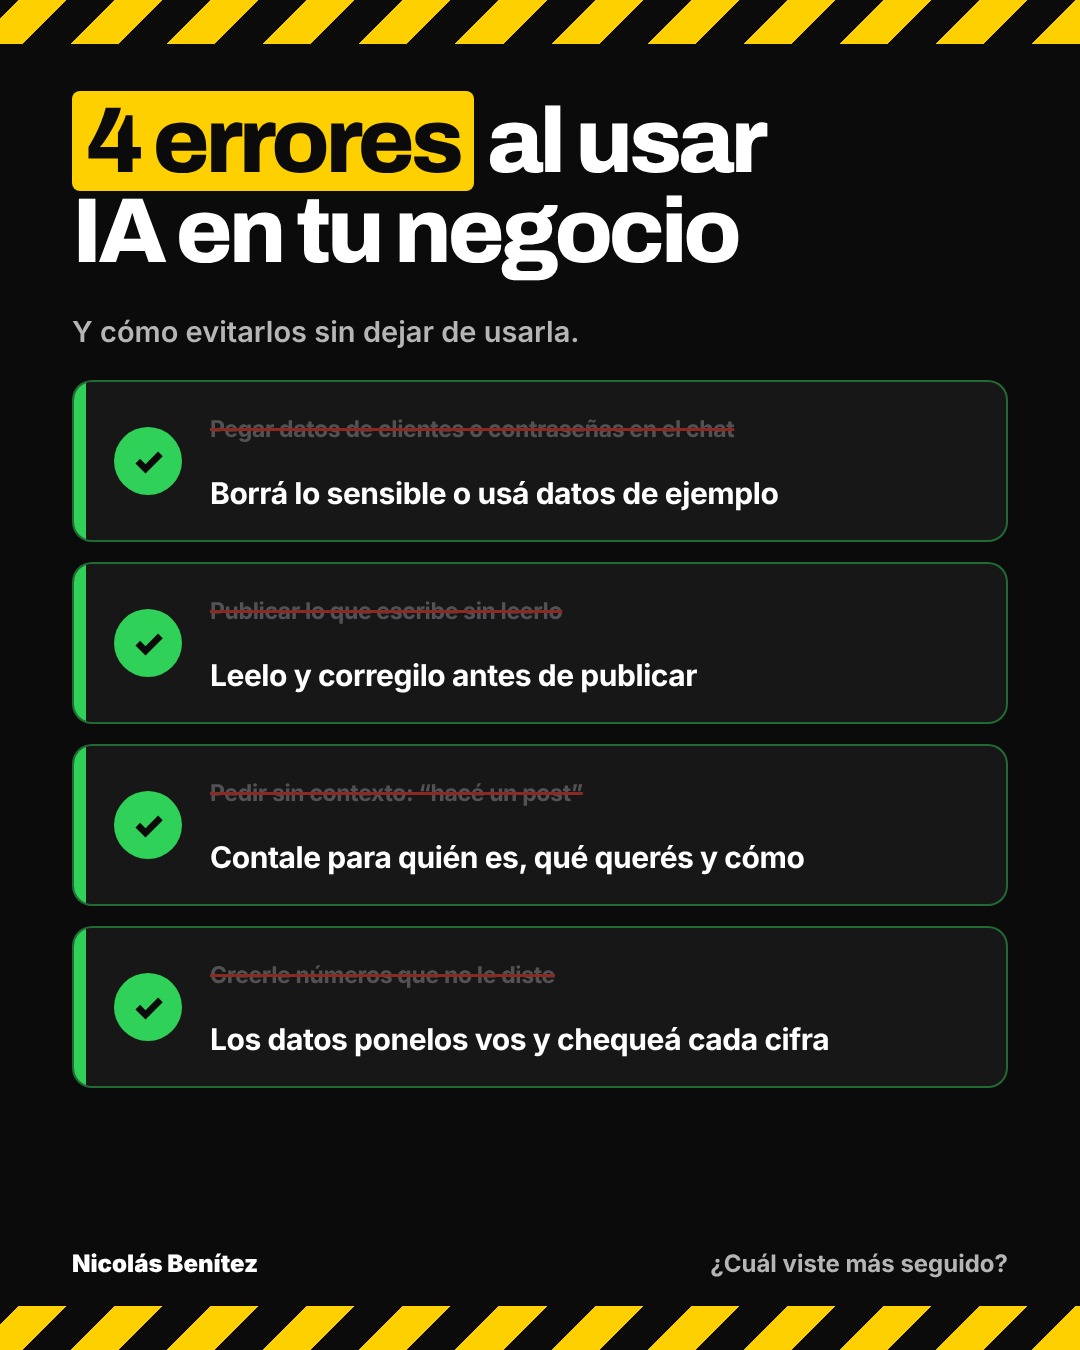 4 errores al usar
IA en tu negocio
Y cómo evitarlos sin dejar de usarla.
Pegar datos de clientes o contraseñas en el chat
Borrá lo sensible o usá datos de ejemplo
Publicar lo que escribe sin leerlo
Leelo y corregilo antes de publicar
Pedir sin contexto: “hacé un post”
Contale para quién es, qué querés y cómo
Creerle números que no le diste
Los datos ponelos vos y chequeá cada cifra
Nicolás Benítez
¿Cuál viste más seguido?